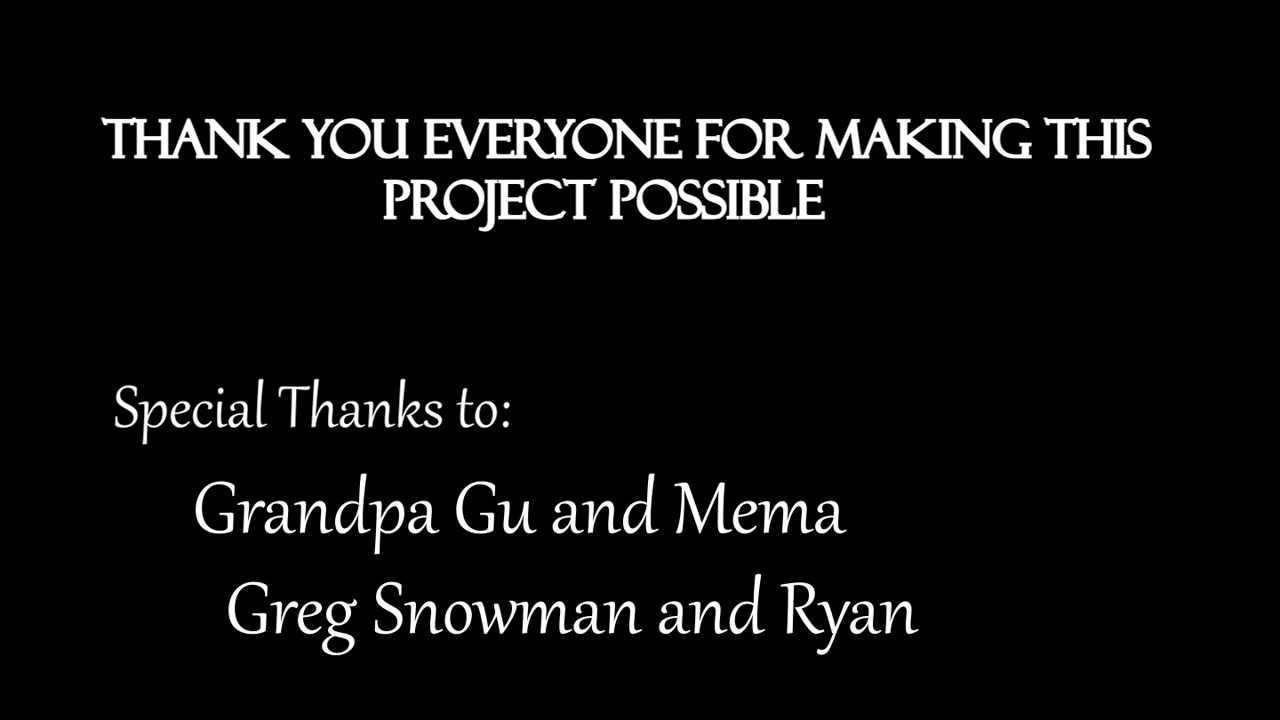 THANK YOU EVERYONE FOR MAKING THIS
PROJECT POSSIBLE
Special Thanks to:
Grandpa Gu and Mema
Greg Snowman and Ryan